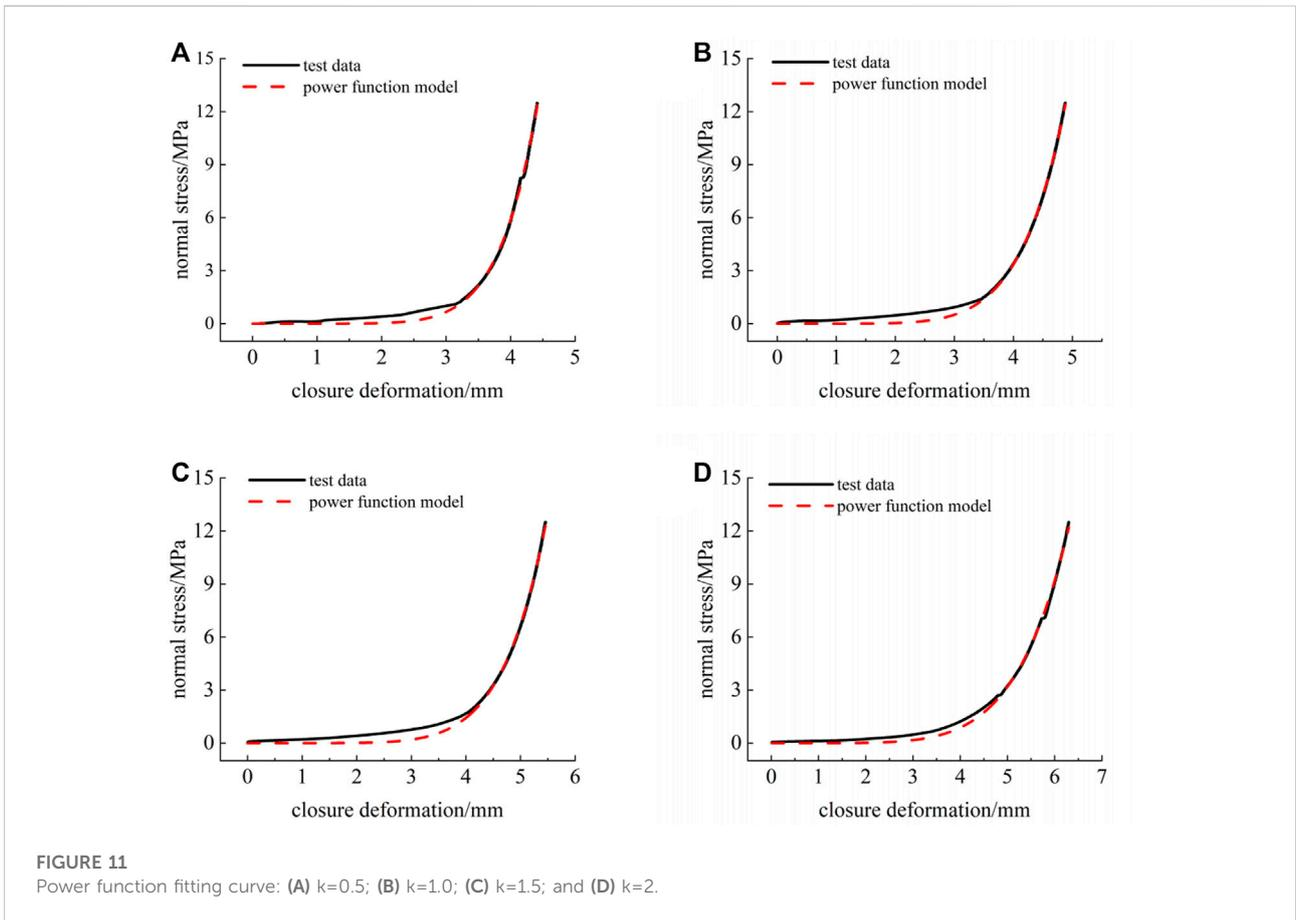 A
test data
power function model
15
12
9
6
3
0
normal stress/MPa
0 1 2 3 4 5
closure deformation/mm
B
test data
power function model
15
12
9
6
3
0
normal stress/MPa
0 1 2 3 4 5
closure deformation/mm
C
test data
power function model
15
12
9
6
3
0
normal stress/MPa
0 1 2 3 4 5 6
closure deformation/mm
D
test data
power function model
15
12
9
6
3
0
normal stress/MPa
0 1 2 3 4 5 6 7
closure deformation/mm
FIGURE 11
Power function fitting curve: (A) k=0.5; (B) k=1.0; (C) k=1.5; and (D) k=2.